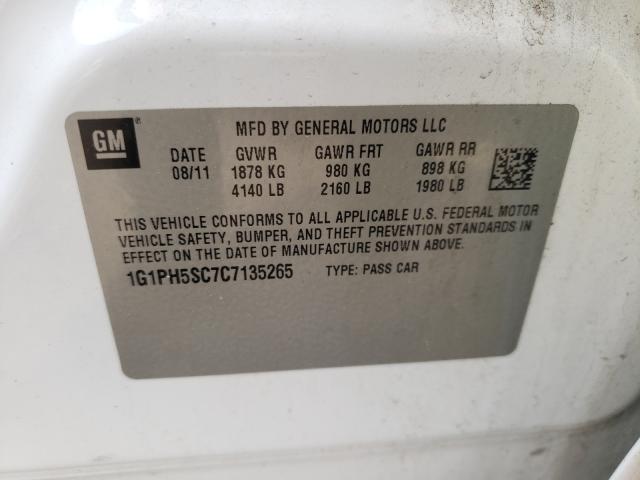 GM
MFD BY GENERAL MOTORS LLC
DATE GVWR GAWR FRT GAWR RR
08/11 1878 KG 980 KG 898 KG
4140 LB 2160 LB 1980 LB
THIS VEHICLE CONFORMS TO ALL APPLICABLE U.S. FEDERAL MOTOR
VEHICLE SAFETY, BUMPER, AND THEFT PREVENTION STANDARDS IN
EFFECT ON THE DATE OF MANUFACTURE SHOWN ABOVE.
1G1PH5SC7C7135265 TYPE: PASS CAR